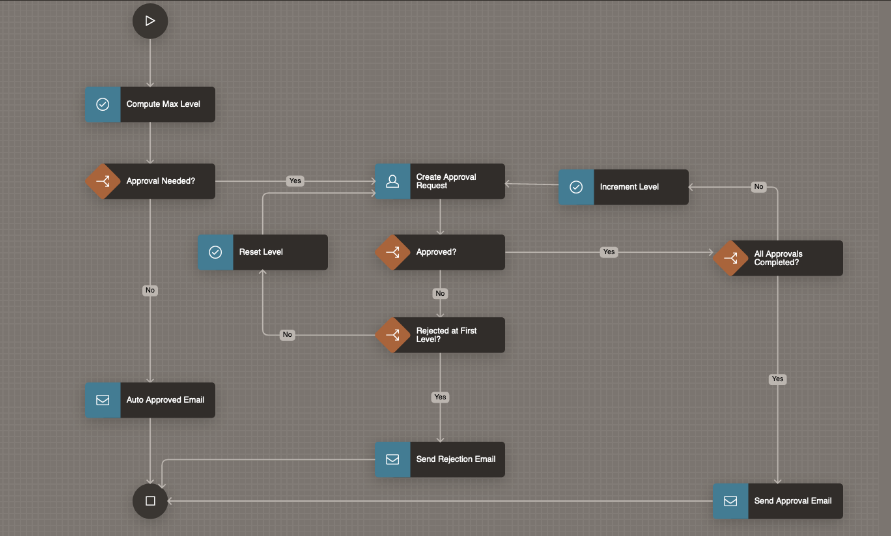 Compute Max Level
Approval Needed?
Yes
Create Approval
Request
Increment Level
No
Reset Level
Approved?
Yes
All Approvals
Completed?
No
No
No
Rejected at First
Level?
Yes
Yes
Auto Approved Email
Send Rejection Email
Send Approval Email